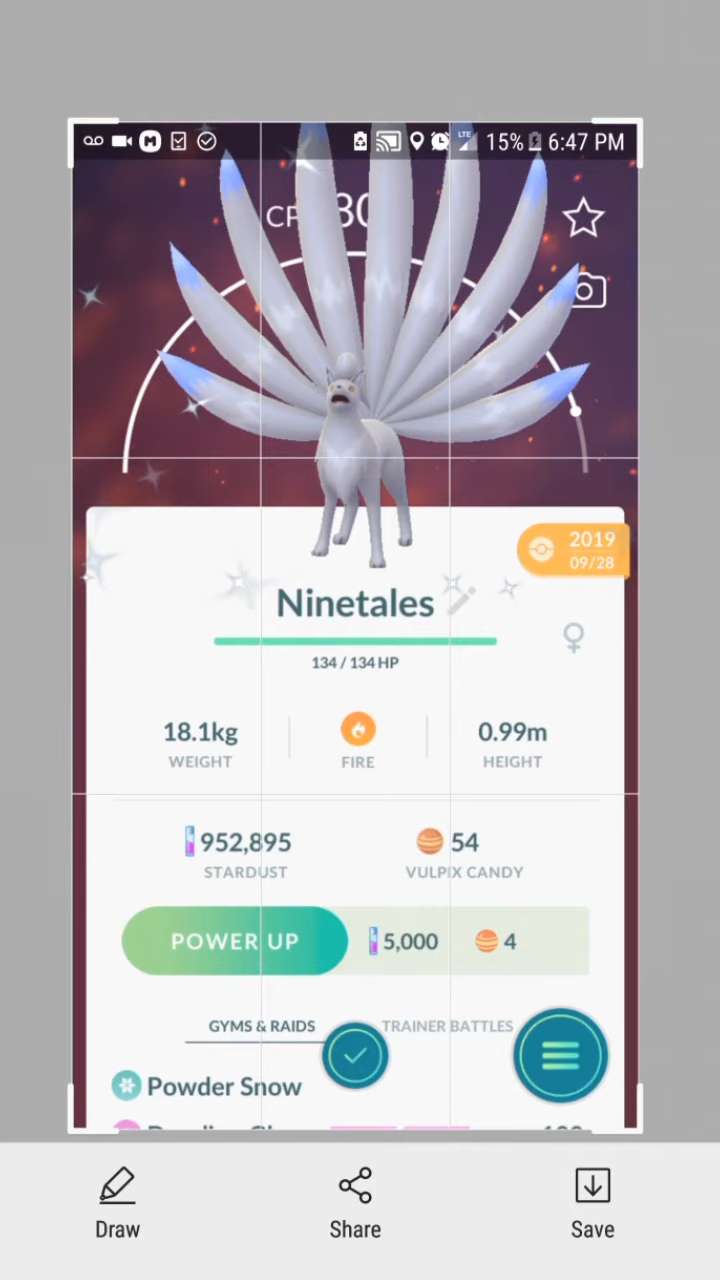 LTE 15% 6:47 PM
2019
09/28
Ninetales
134 / 134 HP
18.1kg
WEIGHT
FIRE
0.99m
HEIGHT
952,895
STARDUST
54
VULPIX CANDY
POWER UP 5,000 4
GYMS & RAIDS TRAINER BATTLES
Powder Snow
Draw Share Save